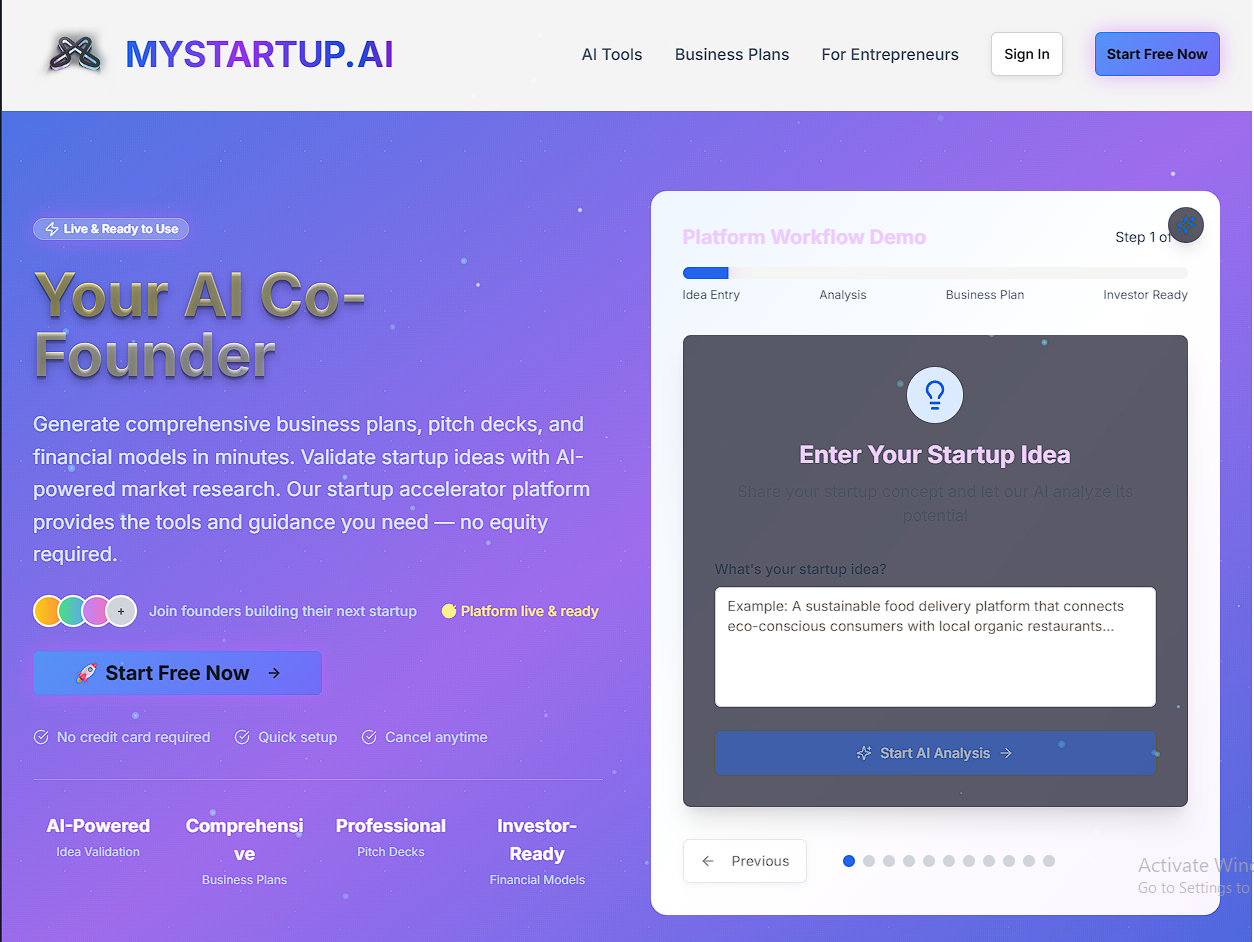 MYSTARTUP.AI
AI Tools
Business Plans
For Entrepreneurs
Sign In
Start Free Now
Live & Ready to Use
Your AI Co-
Founder
Generate comprehensive business plans, pitch decks, and
financial models in minutes. Validate startup ideas with AI-
powered market research. Our startup accelerator platform
provides the tools and guidance you need — no equity
required.
+
Join founders building their next startup
Platform live & ready
🚀 Start Free Now →
No credit card required
Quick setup
Cancel anytime
AI-Powered
Idea Validation
Comprehensi
ve
Business Plans
Professional
Pitch Decks
Investor-
Ready
Financial Models
Platform Workflow Demo
Step 1 of
Idea Entry
Analysis
Business Plan
Investor Ready
Enter Your Startup Idea
Share your startup concept and let our AI analyze its
potential
What's your startup idea?
Example: A sustainable food delivery platform that connects
eco-conscious consumers with local organic restaurants...
Start AI Analysis →
← Previous
Activate Win
Go to Settings to